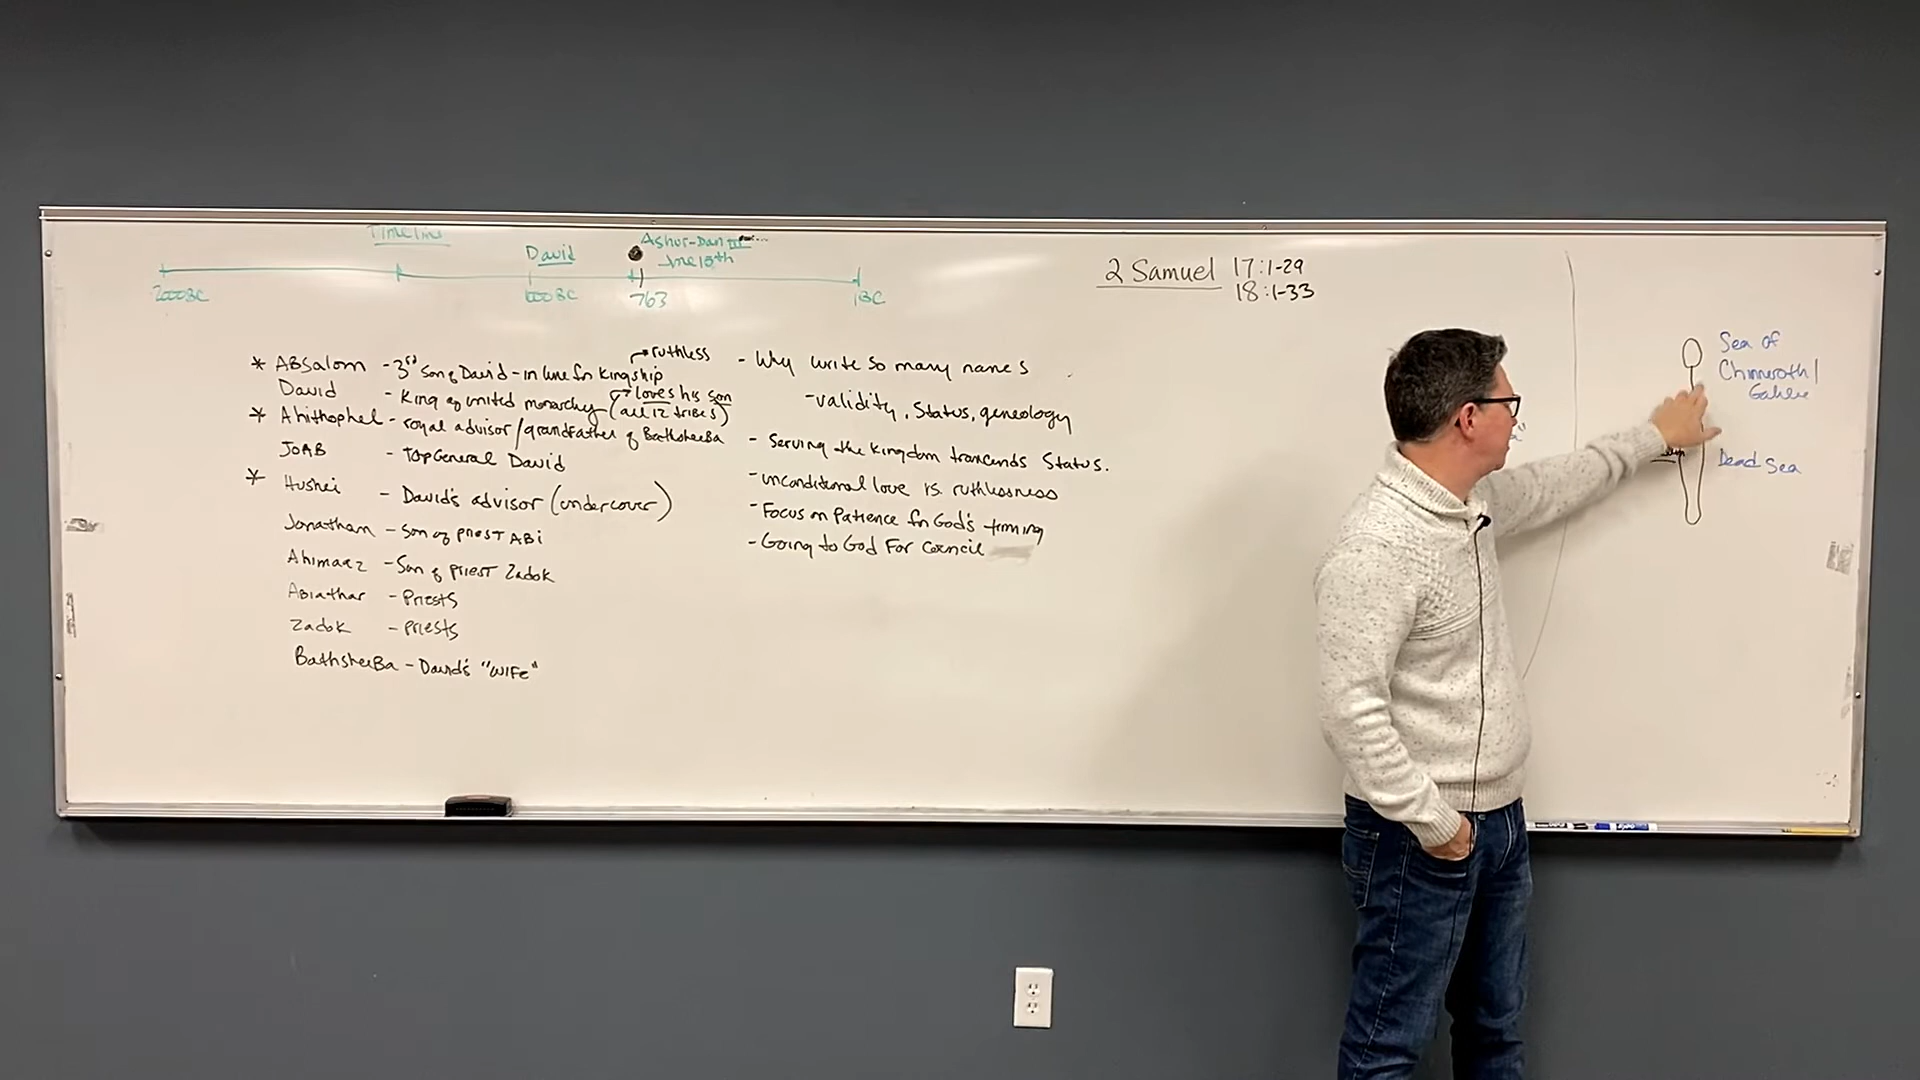 Timeline
David
Ashur-Dan III
June 15th
2000BC
1000BC
763
1BC
2 Samuel 17:1-29
18:1-33
ruthless
* ABSalom - 3rd Son of David - in line for Kingship
loves his son
David - King of united monarchy (all 12 tribes)
* Ahithophel - royal advisor/grandfather of BathsheeBa
JOAB - Top General David
* Hushai - David's advisor (undercover)
Jonathan - Son of priest ABi
Ahimaaz - Son of priest Zadok
Abiathar - Priests
Zadok - priests
BathsheeBa - David's "WIFe"
- Why write so many names
- validity, Status, geneology
- Serving the Kingdom trancends Status.
- unconditional love vs. ruthlessness
- Focus on Patience for God's timing
- Going to God For Council
Sea of
Chinneroth/
Galilee
Dead Sea